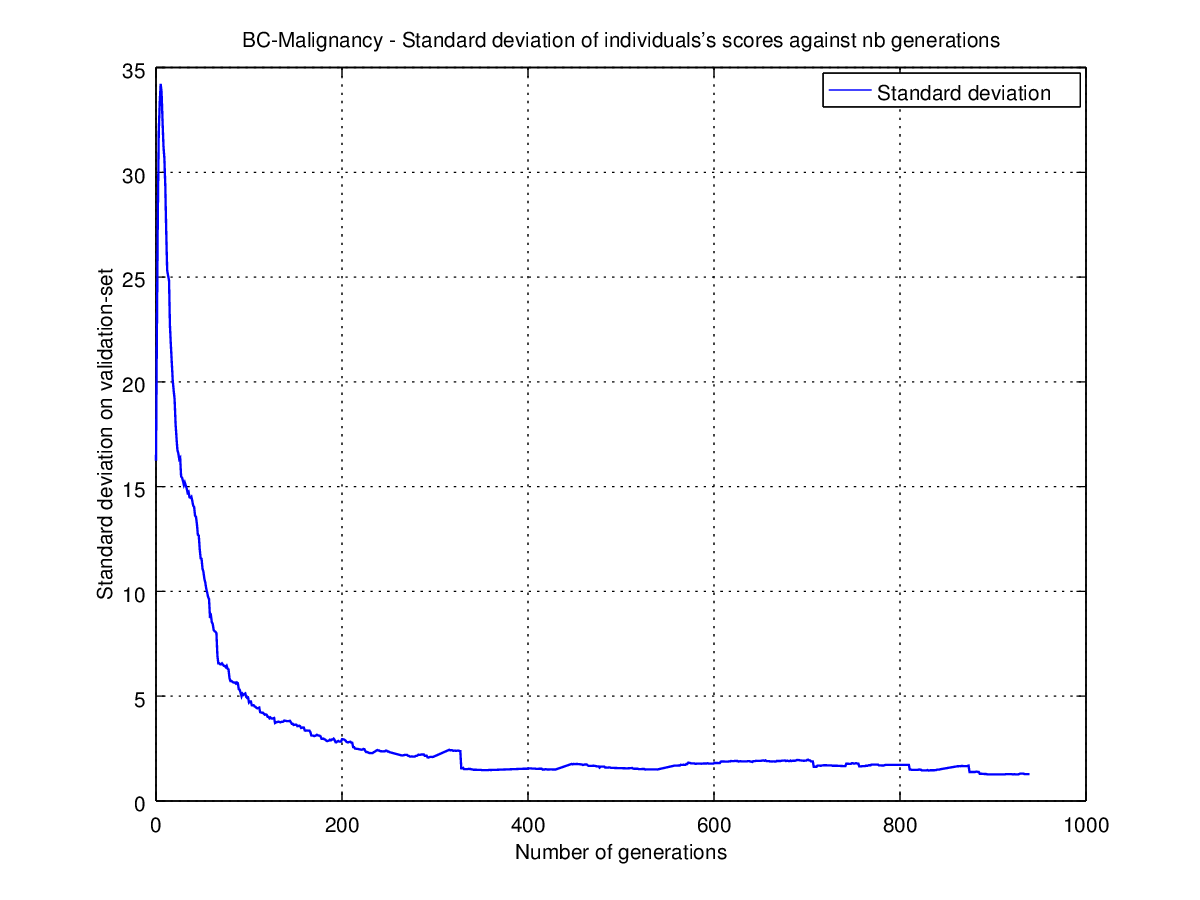 BC-Malignancy - Standard deviation of individuals's scores against nb generations
35
Standard deviation
30
25
20
15
10
5
0
Standard deviation on validation-set
0 200 400 600 800 1000
Number of generations